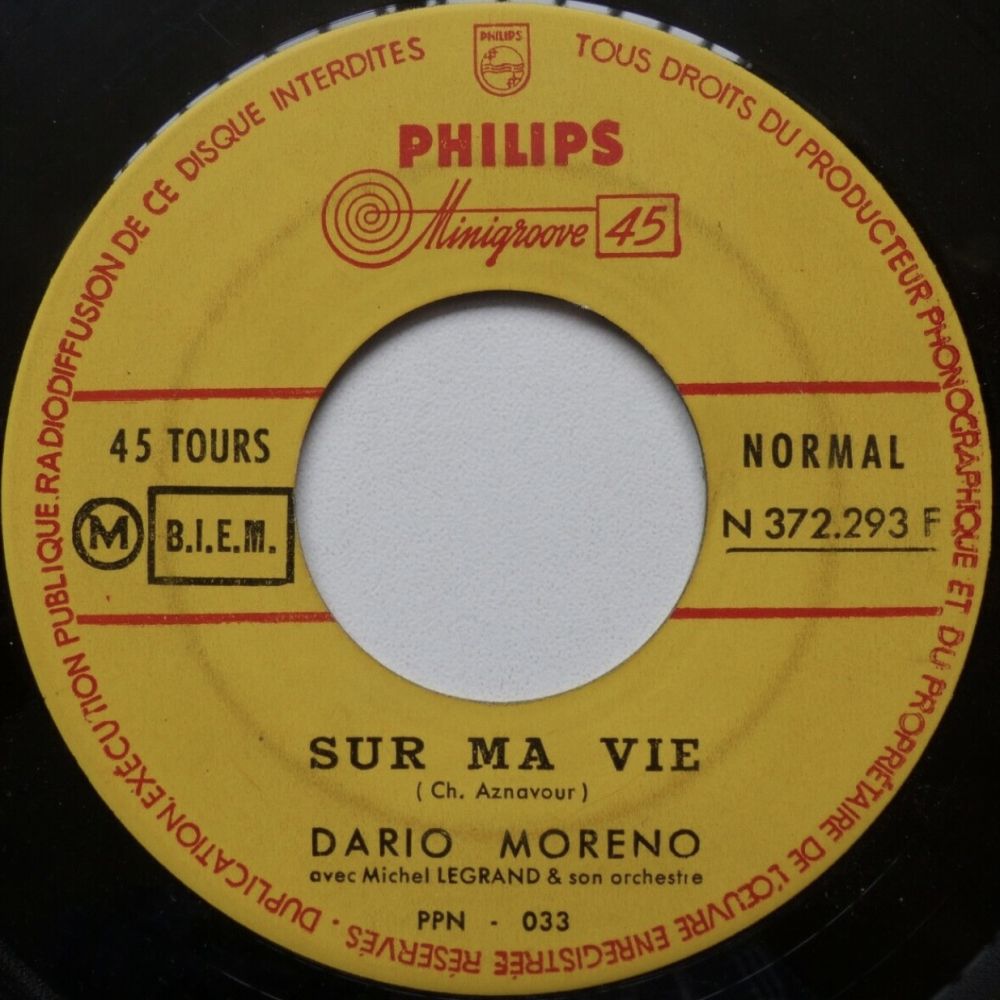 PHILIPS
TOUS DROITS DU PRODUCTEUR PHONOGRAPHIQUE ET DU PROPRIÉTAIRE DE L'ŒUVRE ENREGISTRÉE RÉSERVÉS - DUPLICATION.EXÉCUTION PUBLIQUE.RADIODIFFUSION DE CE DISQUE INTERDITES
PHILIPS
Minigroove 45
45 TOURS
NORMAL
M B.I.E.M.
N 372.293 F
SUR MA VIE
(Ch. Aznavour)
DARIO MORENO
avec Michel LEGRAND & son orchestre
PPN - 033